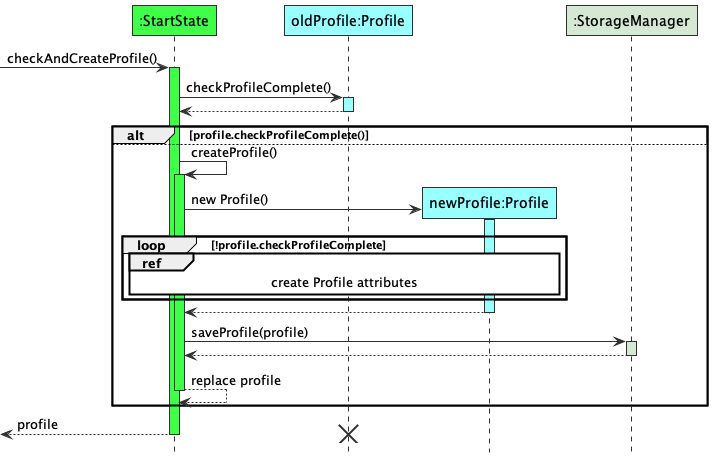 :StartState
oldProfile:Profile
:StorageManager
checkAndCreateProfile()
checkProfileComplete()
alt
[profile.checkProfileComplete()]
createProfile()
new Profile()
newProfile:Profile
loop
[!profile.checkProfileComplete]
ref
create Profile attributes
saveProfile(profile)
replace profile
profile